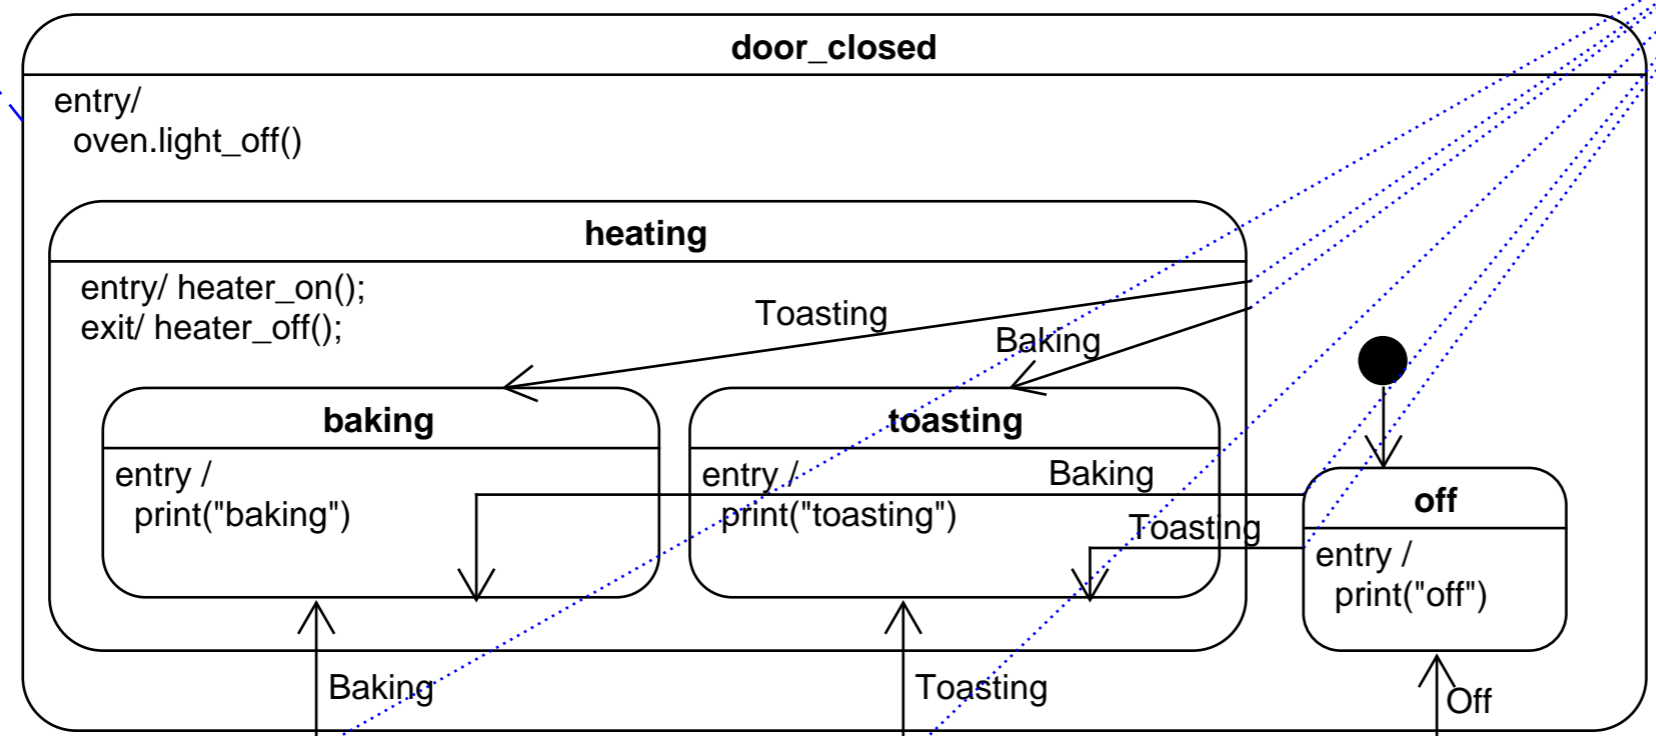 door_closed
entry/
oven.light_off()
heating
entry/ heater_on();
exit/ heater_off();
Toasting
Baking
baking
entry /
print("baking")
toasting
entry /
print("toasting")
Baking
Toasting
off
entry /
print("off")
Baking
Toasting
Off